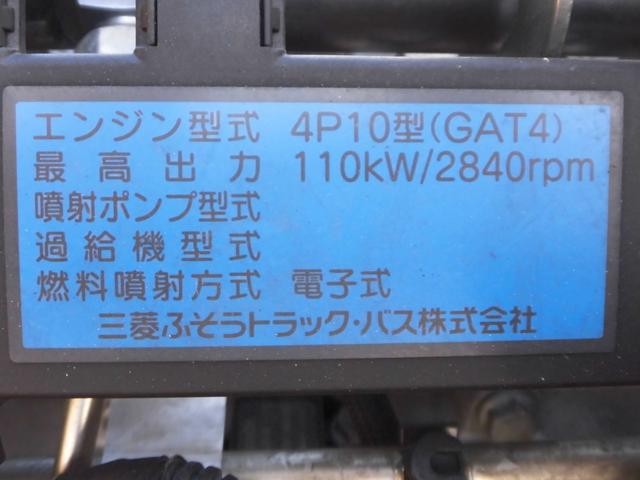 エンジン型式 4P10型(GAT4)
最高出力 110kW/2840rpm
噴射ポンプ型式
過給機型式
燃料噴射方式 電子式
三菱ふそうトラック・バス株式会社